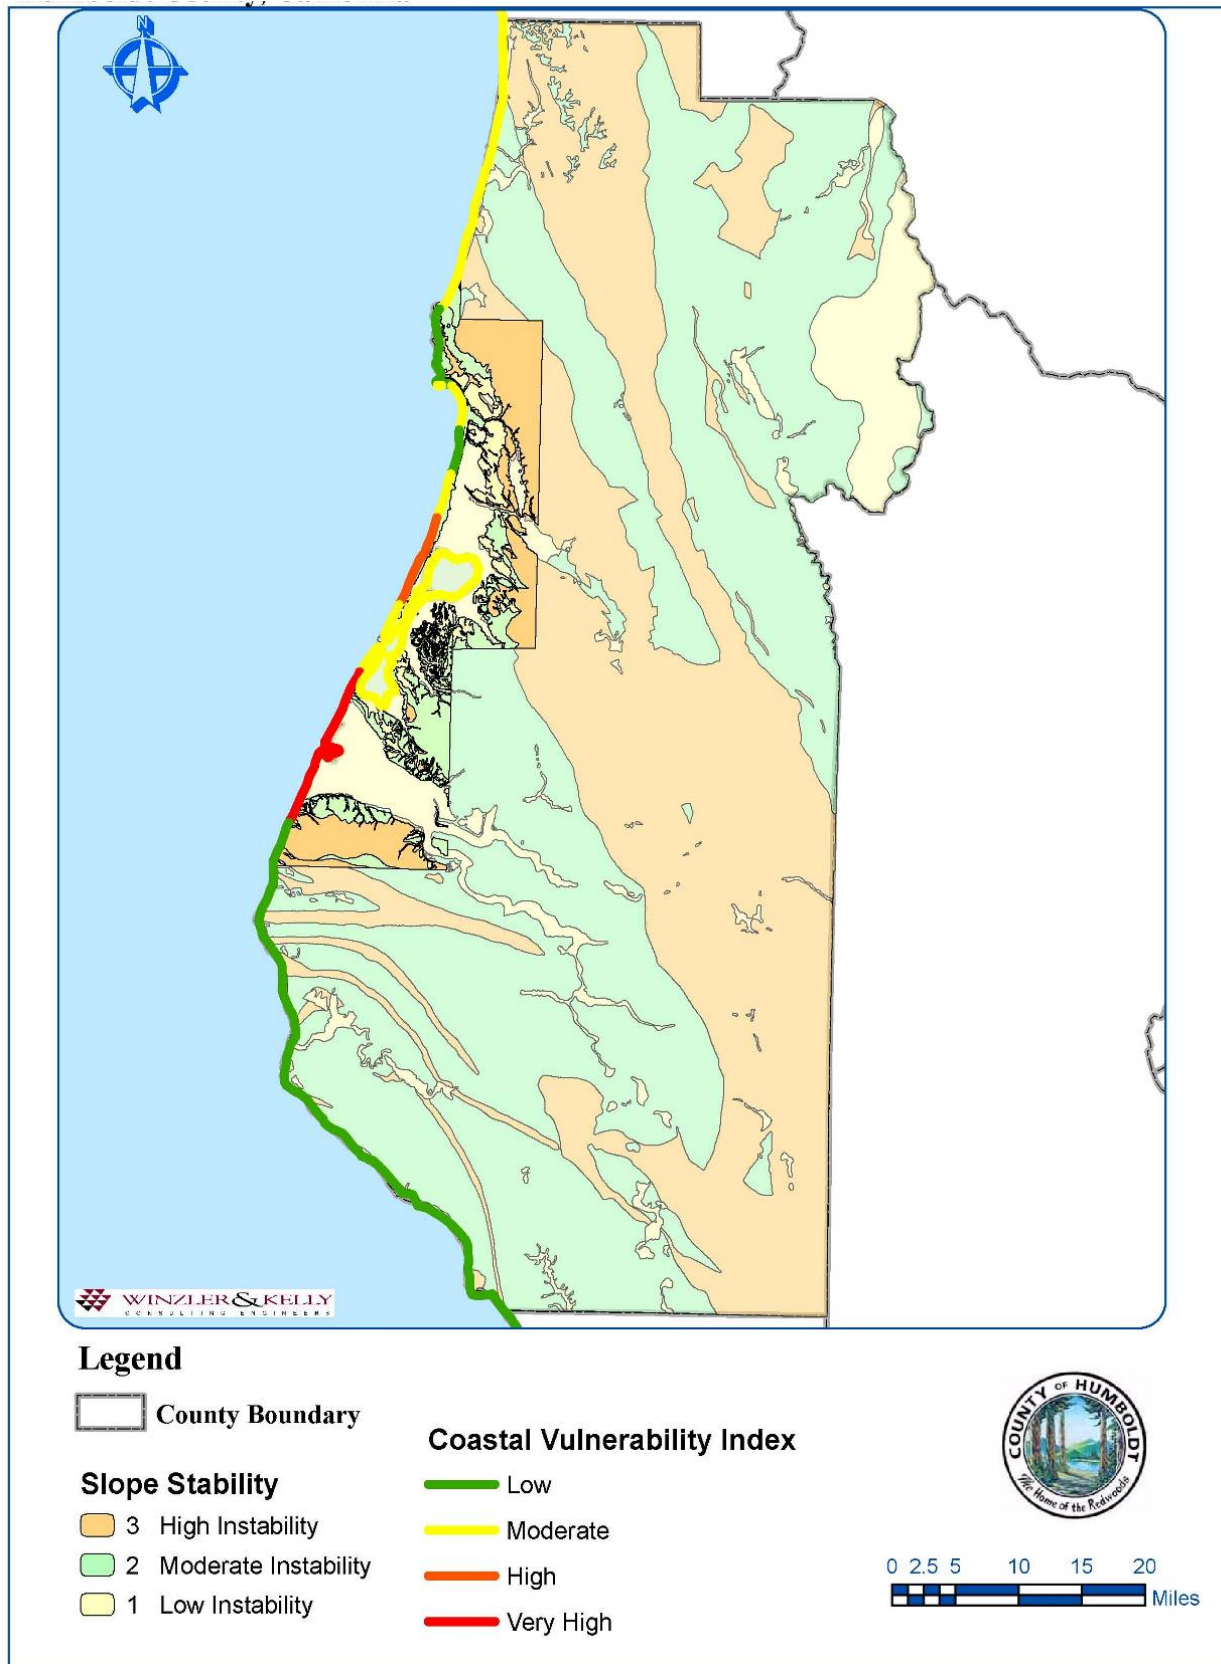 N
WINZLER & KELLY
CONSULTING ENGINEERS
Legend
County Boundary
Coastal Vulnerability Index
Low
Moderate
High
Very High
Slope Stability
3 High Instability
2 Moderate Instability
1 Low Instability
COUNTY OF HUMBOLDT
The Home of the Redwoods
0 2.5 5 10 15 20
Miles